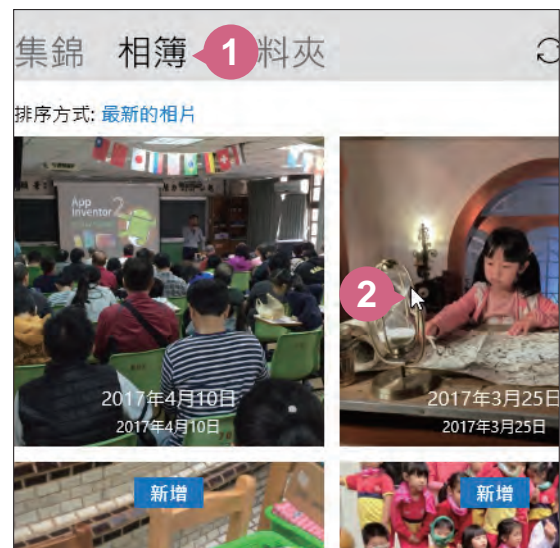 集錦 相簿 1 料夾
排序方式: 最新的相片
App
Inventor 2
2017年4月10日
2017年4月10日
2
2017年3月25日
2017年3月25日
新增
新增